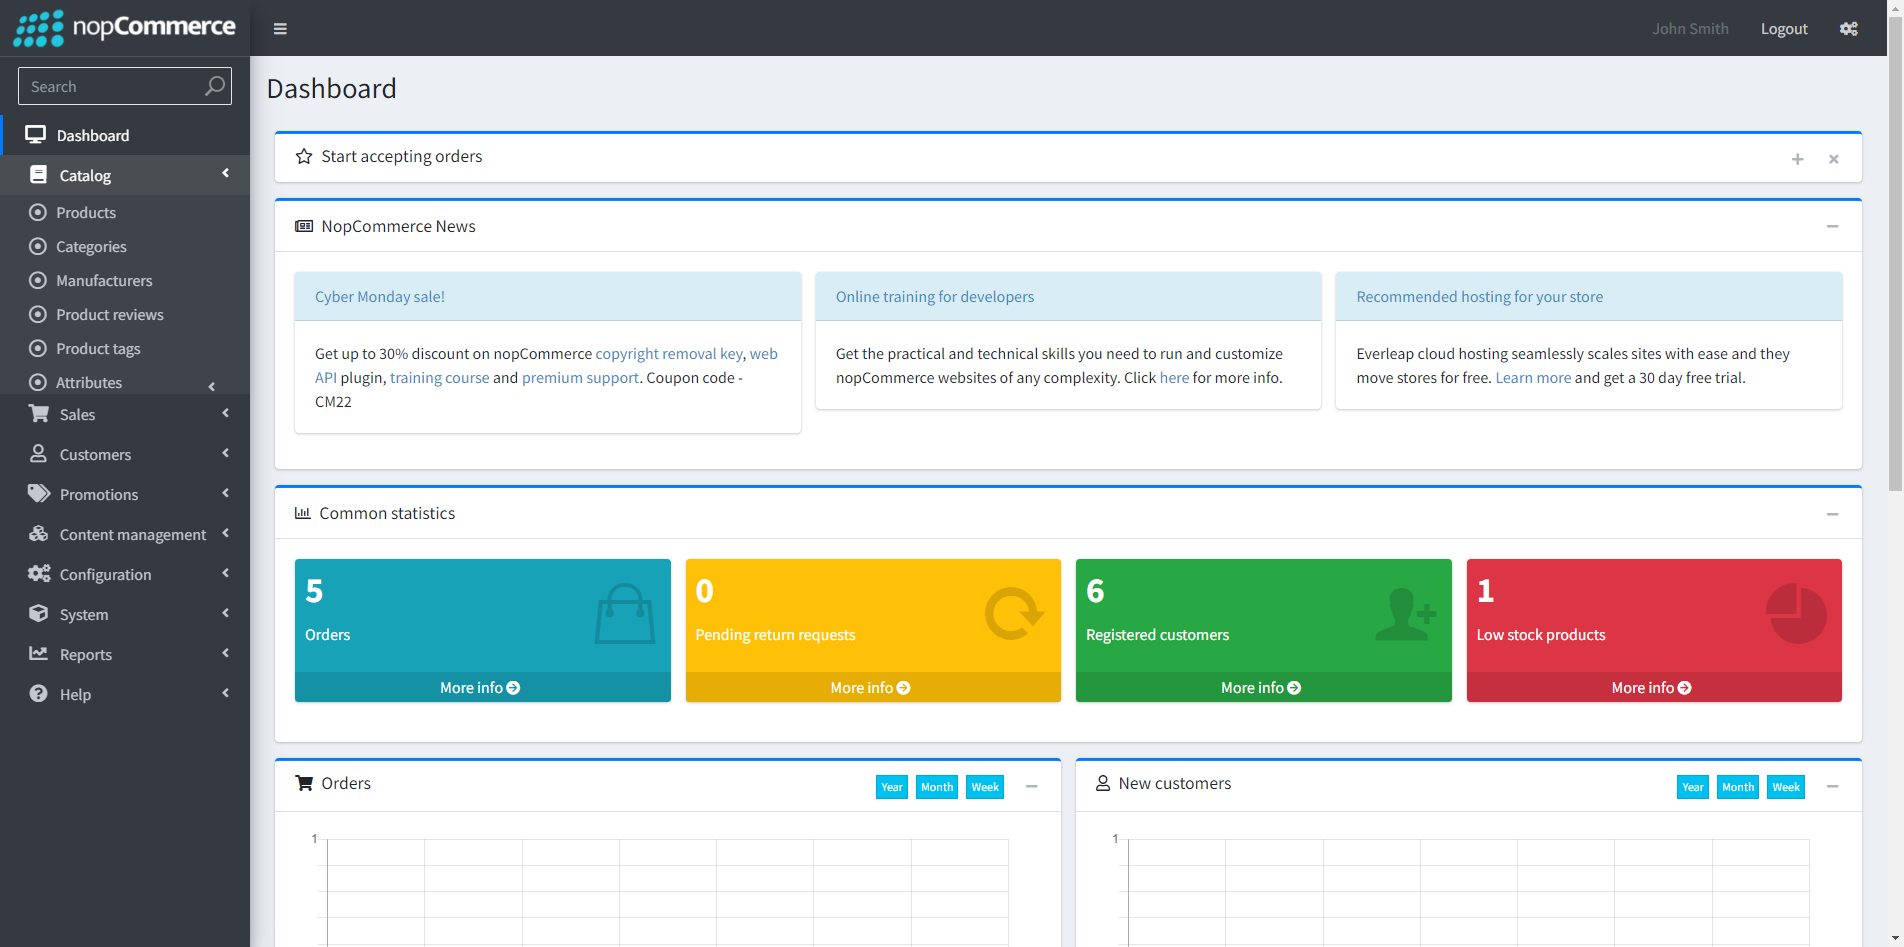 nopCommerce
John Smith
Logout
Search
Dashboard
Catalog
Products
Categories
Manufacturers
Product reviews
Product tags
Attributes
Sales
Customers
Promotions
Content management
Configuration
System
Reports
Help
Dashboard
Start accepting orders
NopCommerce News
Cyber Monday sale!
Get up to 30% discount on nopCommerce copyright removal key, web
API plugin, training course and premium support. Coupon code -
CM22
Online training for developers
Get the practical and technical skills you need to run and customize
nopCommerce websites of any complexity. Click here for more info.
Recommended hosting for your store
Everleap cloud hosting seamlessly scales sites with ease and they
move stores for free. Learn more and get a 30 day free trial.
Common statistics
5
Orders
More info
0
Pending return requests
More info
6
Registered customers
More info
1
Low stock products
More info
Orders
Year
Month
Week
1
New customers
Year
Month
Week
1